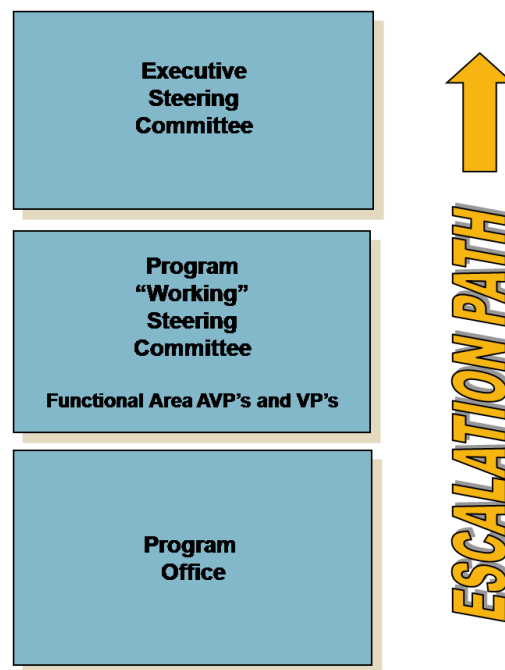 Executive
Steering
Committee
Program
“Working”
Steering
Committee
Functional Area AVP's and VP's
Program
Office
ESCALATION PATH